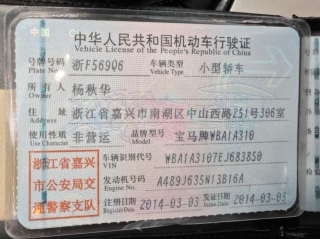 中华人民共和国机动车行驶证
Vehicle License of the People's Republic of China
号牌号码 浙F569Q6 车辆类型 小型轿车
Plate No. Vehicle Type
所有人 杨秋华
Owner
住址 浙江省嘉兴市南湖区中山西路251号306室
Address
使用性质 非营运 品牌型号 宝马牌WBA1A310
Use Character Model
浙江省嘉兴
市公安局交
通警察支队
车辆识别代号 WBA1A3107EJ683850
VIN
发动机号码 A489J635N13B16A
Engine No.
注册日期 2014-03-03 发证日期 2014-03-03
Register Date Issue Date